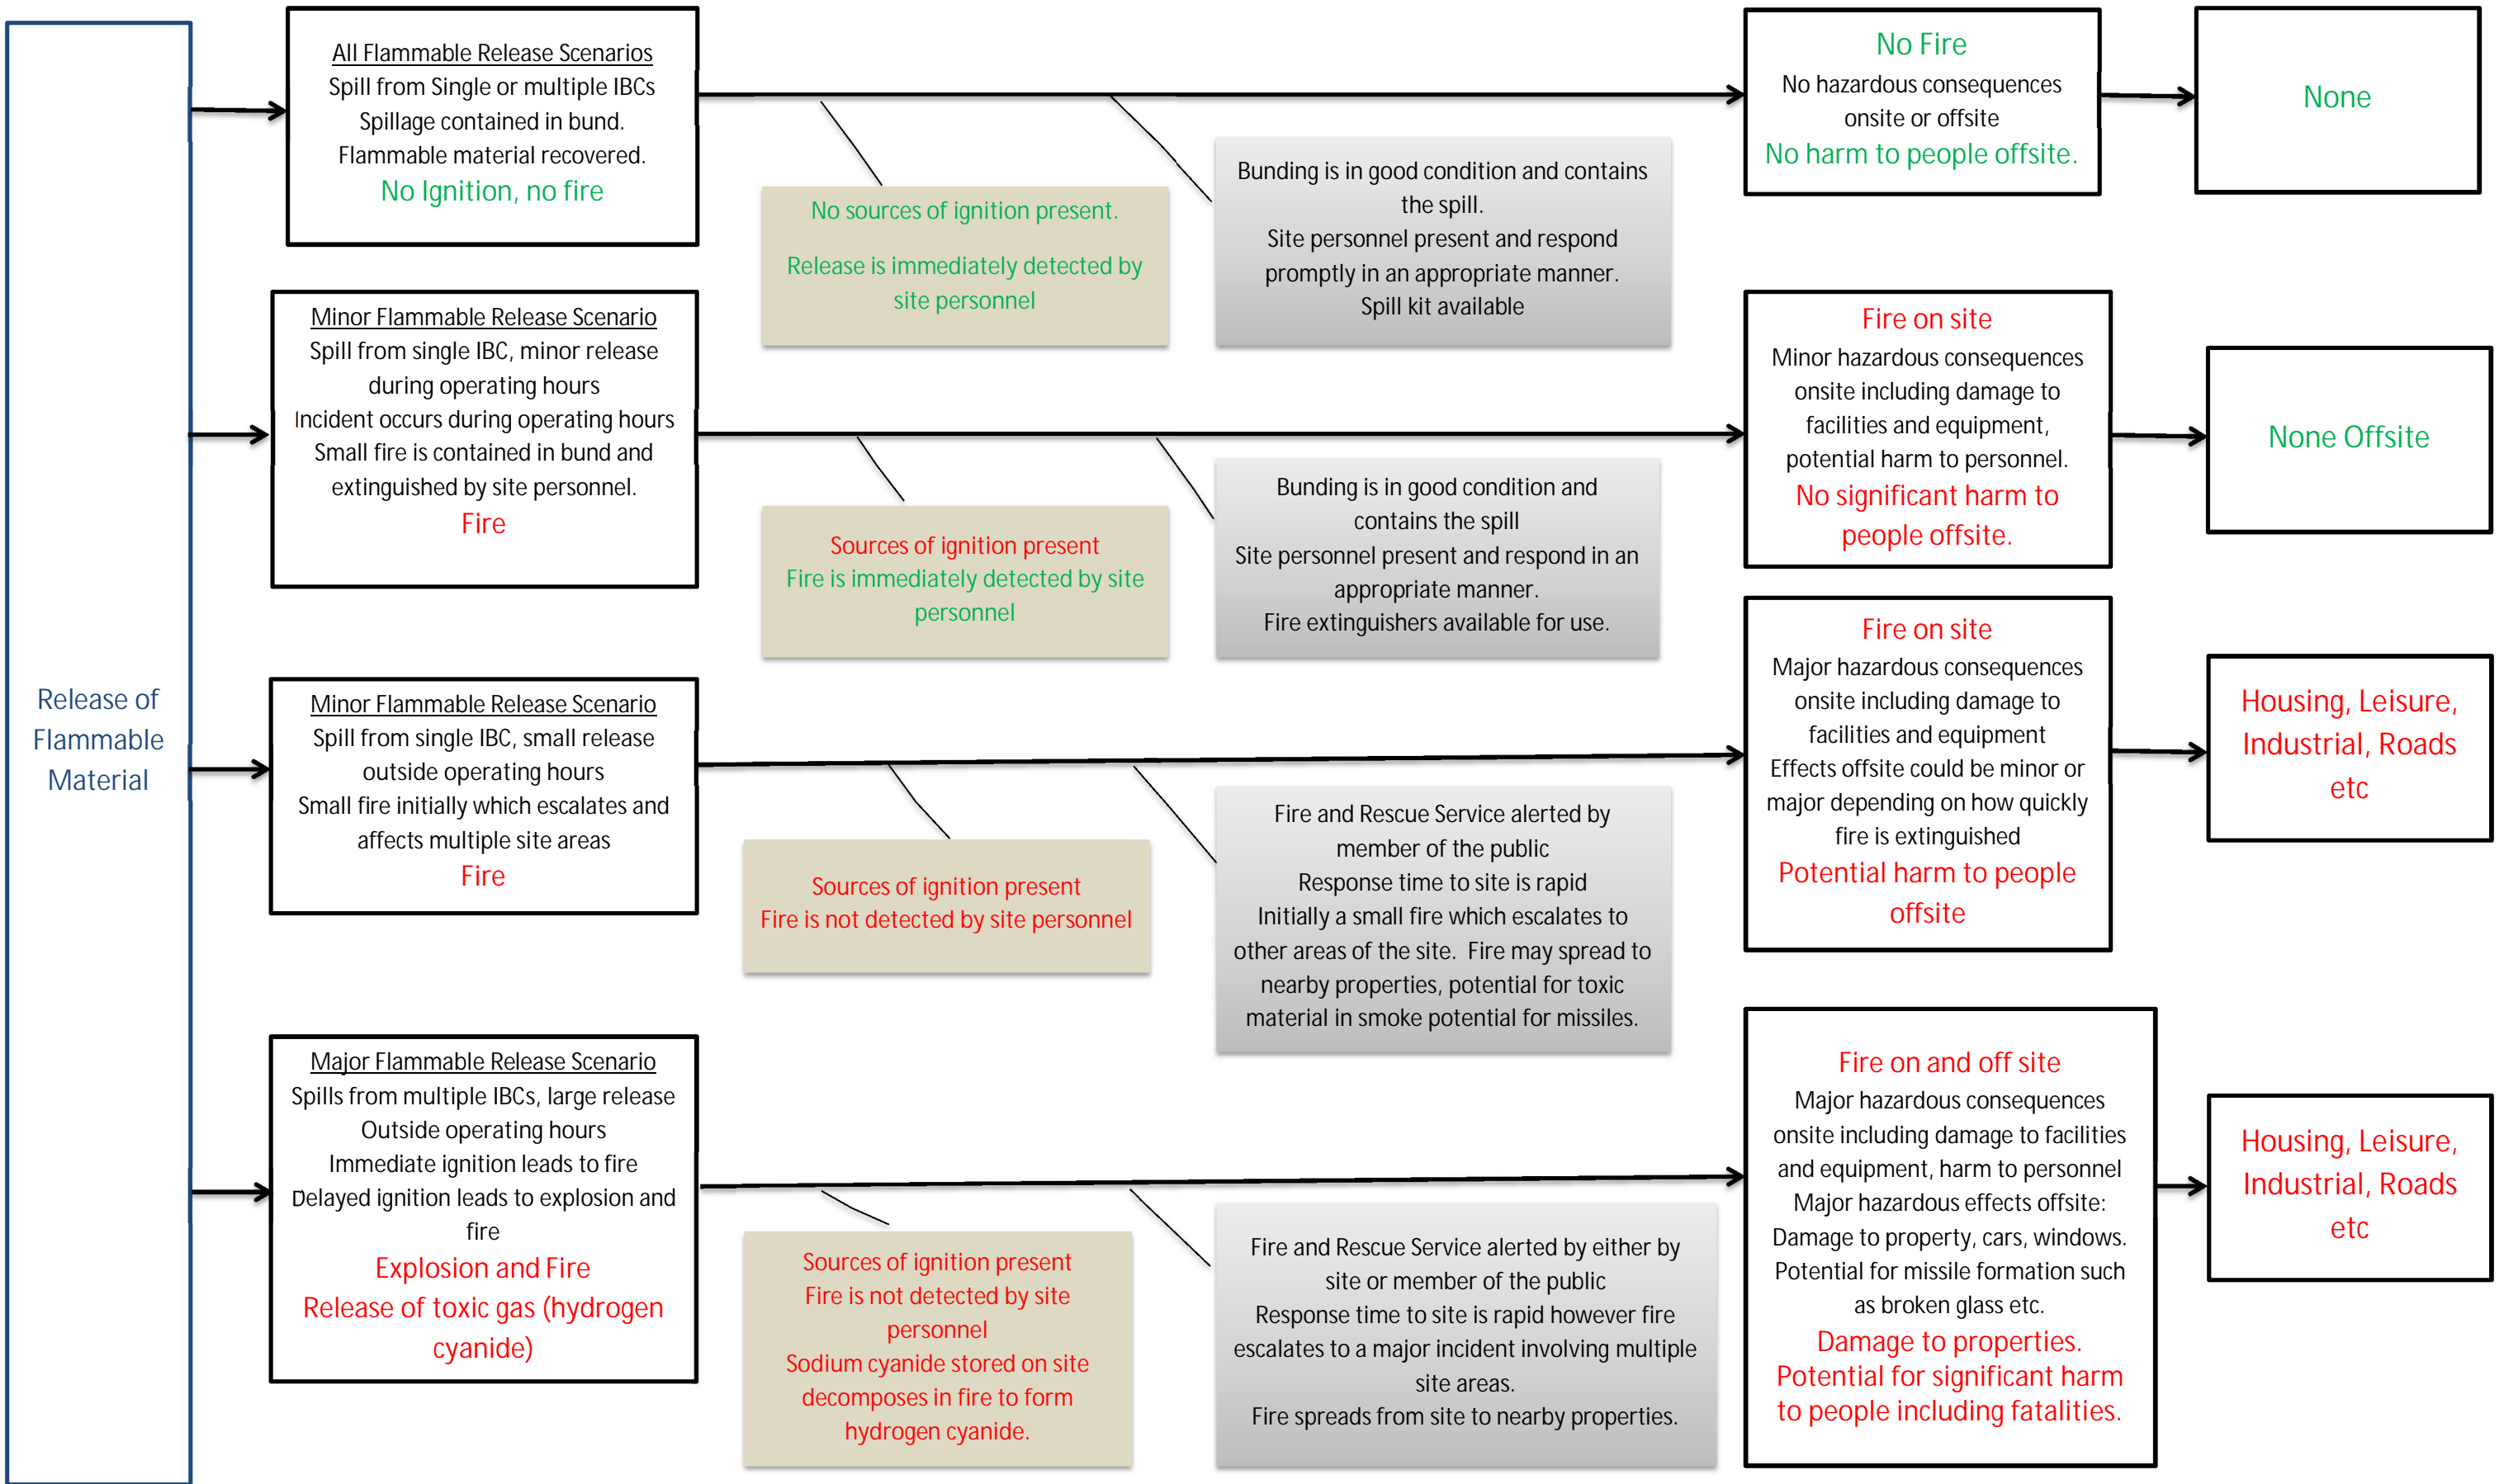 Release of
Flammable
Material
All Flammable Release Scenarios
Spill from Single or multiple IBCs
Spillage contained in bund.
Flammable material recovered.
No Ignition, no fire
No sources of ignition present.
Release is immediately detected by
site personnel
Bunding is in good condition and contains
the spill.
Site personnel present and respond
promptly in an appropriate manner.
Spill kit available
No Fire
No hazardous consequences
onsite or offsite
No harm to people offsite.
None
Minor Flammable Release Scenario
Spill from single IBC, minor release
during operating hours
Incident occurs during operating hours
Small fire is contained in bund and
extinguished by site personnel.
Fire
Sources of ignition present
Fire is immediately detected by site
personnel
Bunding is in good condition and
contains the spill
Site personnel present and respond in an
appropriate manner.
Fire extinguishers available for use.
Fire on site
Minor hazardous consequences
onsite including damage to
facilities and equipment,
potential harm to personnel.
No significant harm to
people offsite.
None Offsite
Minor Flammable Release Scenario
Spill from single IBC, small release
outside operating hours
Small fire initially which escalates and
affects multiple site areas
Fire
Sources of ignition present
Fire is not detected by site personnel
Fire and Rescue Service alerted by
member of the public
Response time to site is rapid
Initially a small fire which escalates to
other areas of the site. Fire may spread to
nearby properties, potential for toxic
material in smoke potential for missiles.
Fire on site
Major hazardous consequences
onsite including damage to
facilities and equipment
Effects offsite could be minor or
major depending on how quickly
fire is extinguished
Potential harm to people
offsite
Housing, Leisure,
Industrial, Roads
etc
Major Flammable Release Scenario
Spills from multiple IBCs, large release
Outside operating hours
Immediate ignition leads to fire
Delayed ignition leads to explosion and
fire
Explosion and Fire
Release of toxic gas (hydrogen
cyanide)
Sources of ignition present
Fire is not detected by site
personnel
Sodium cyanide stored on site
decomposes in fire to form
hydrogen cyanide.
Fire and Rescue Service alerted by either by
site or member of the public
Response time to site is rapid however fire
escalates to a major incident involving multiple
site areas.
Fire spreads from site to nearby properties.
Fire on and off site
Major hazardous consequences
onsite including damage to facilities
and equipment, harm to personnel
Major hazardous effects offsite:
Damage to property, cars, windows.
Potential for missile formation such
as broken glass etc.
Damage to properties.
Potential for significant harm
to people including fatalities.
Housing, Leisure,
Industrial, Roads
etc